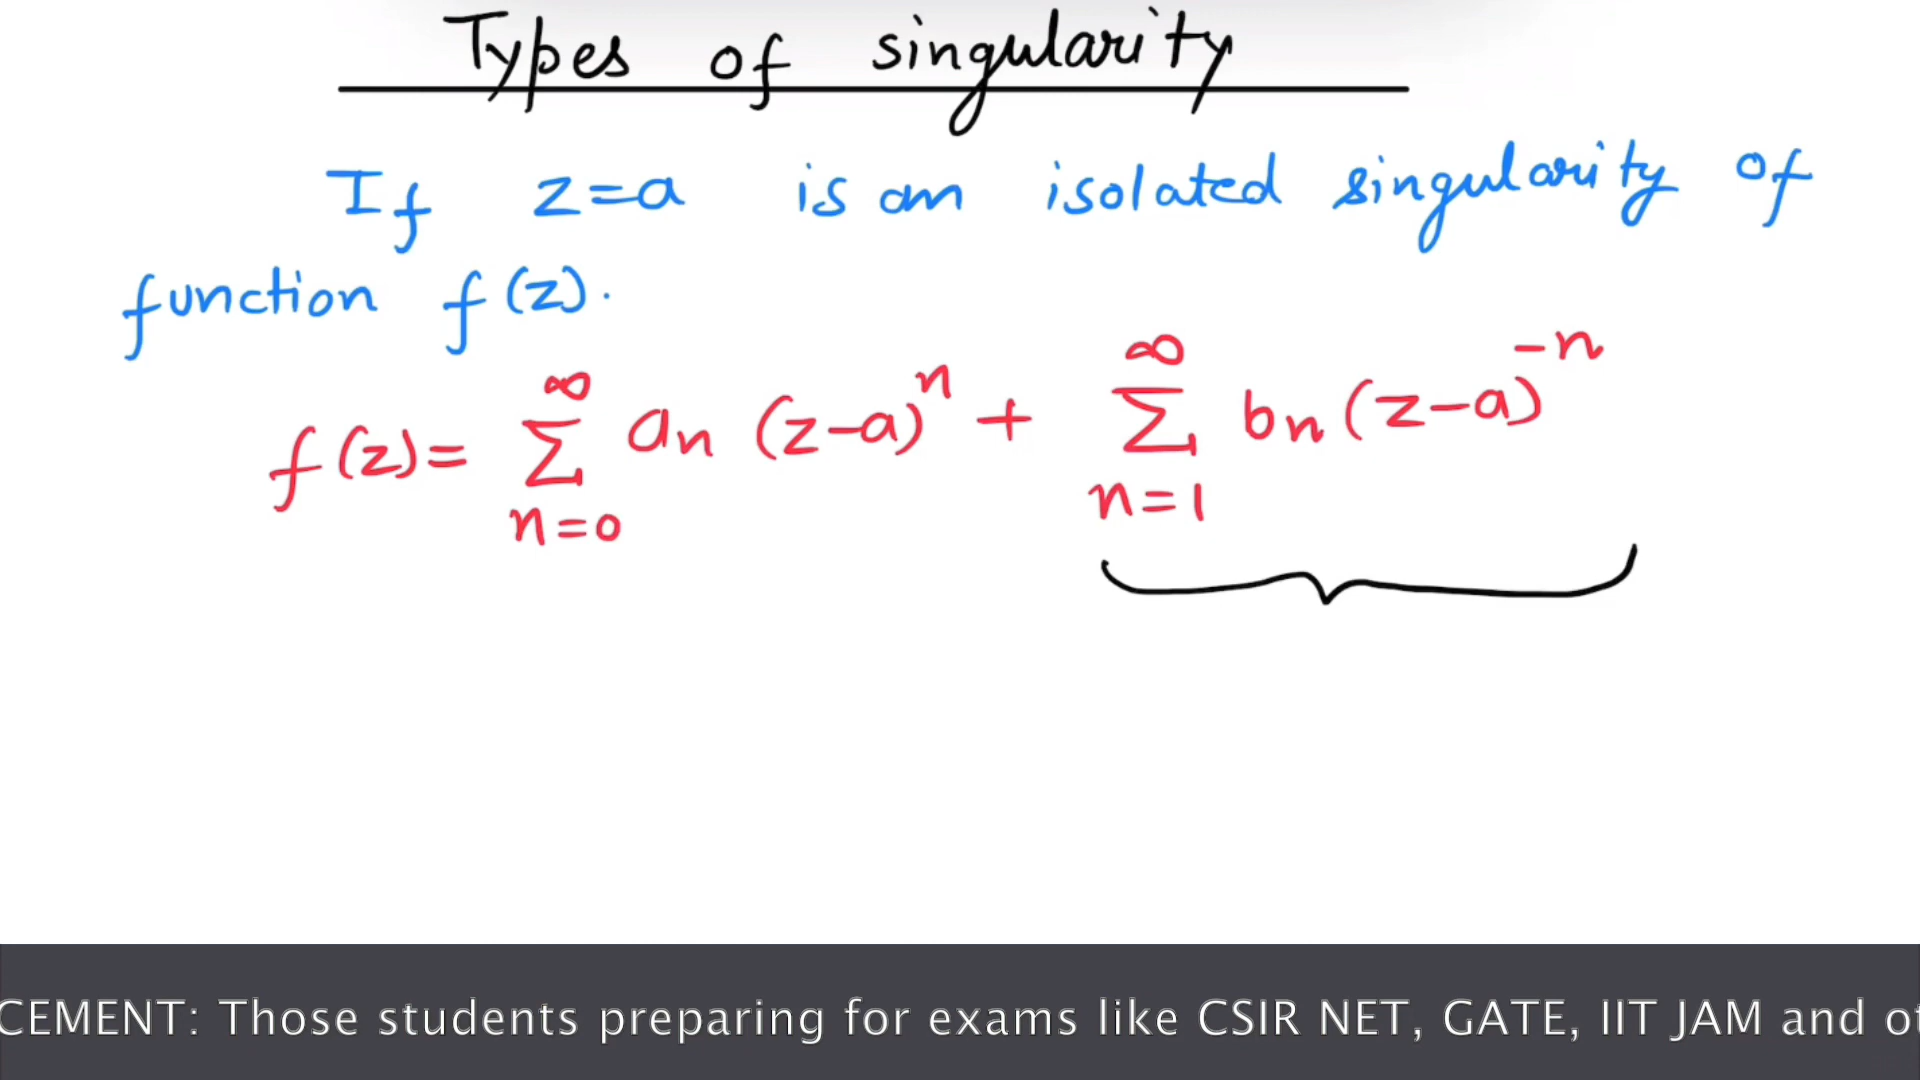 Types of singularity
If z=a is an isolated singularity of
function f(z).
f(z)= ∞∑n=0 an (z-a)^n + ∞∑n=1 bn(z-a)^-n
CEMENT: Those students preparing for exams like CSIR NET, GATE, IIT JAM and ot